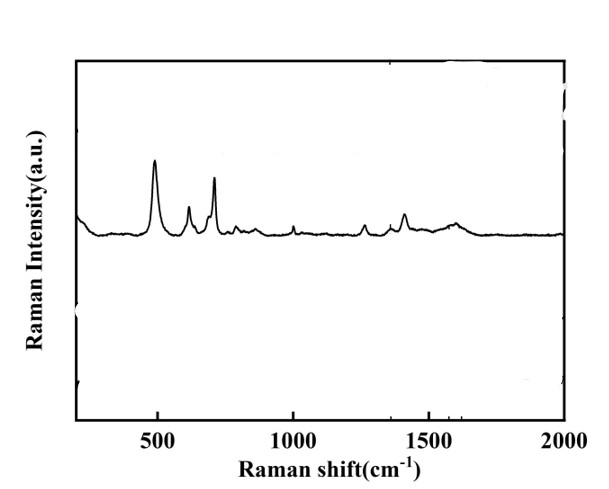 Raman Intensity(a.u.)
500 1000 1500 2000
Raman shift(cm⁻¹)